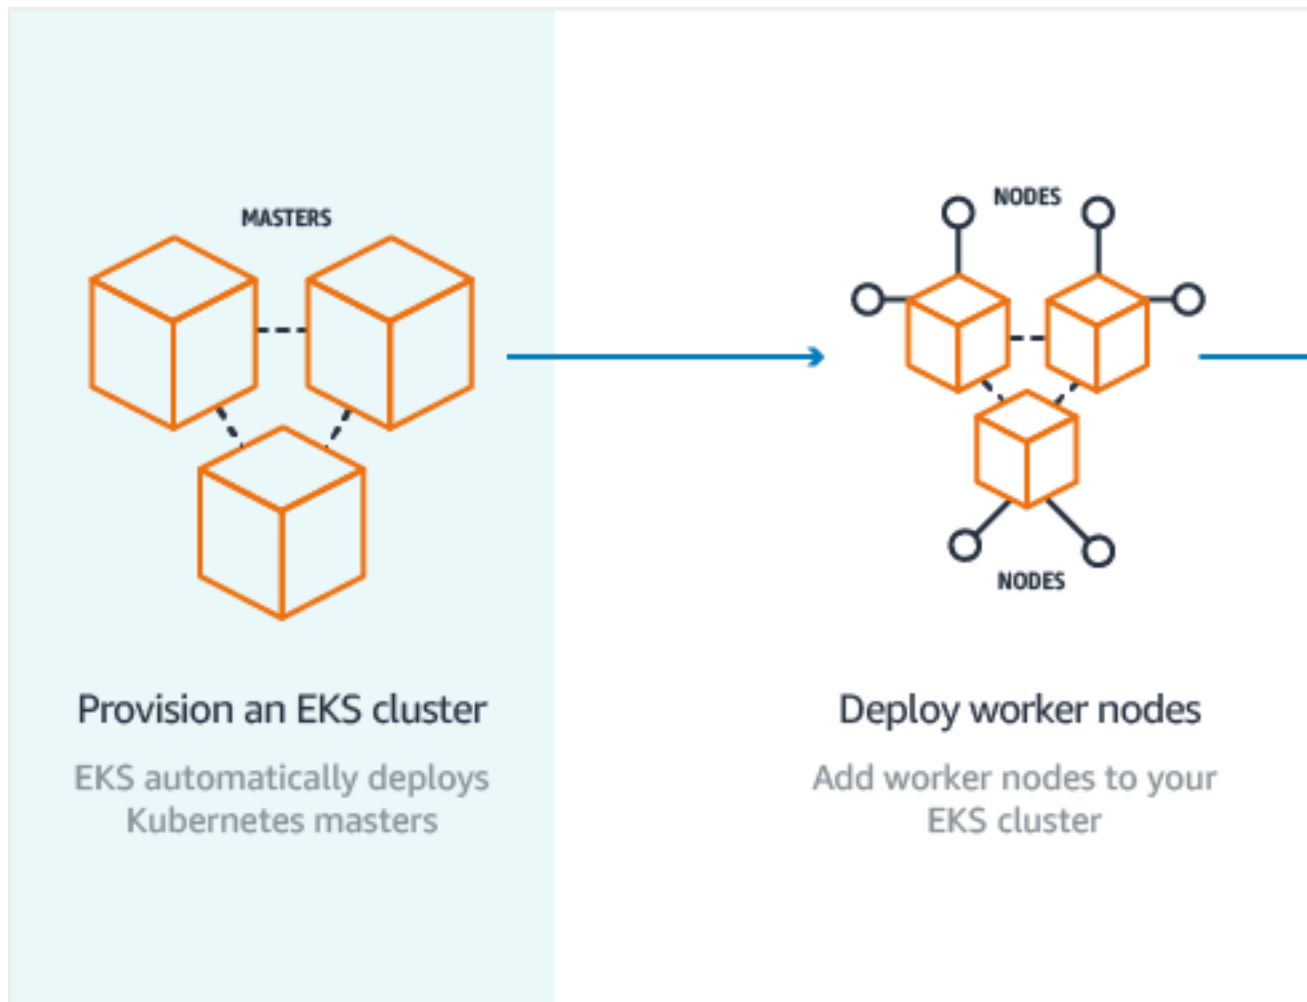 MASTERS
Provision an EKS cluster
EKS automatically deploys
Kubernetes masters
NODES
NODES
Deploy worker nodes
Add worker nodes to your
EKS cluster